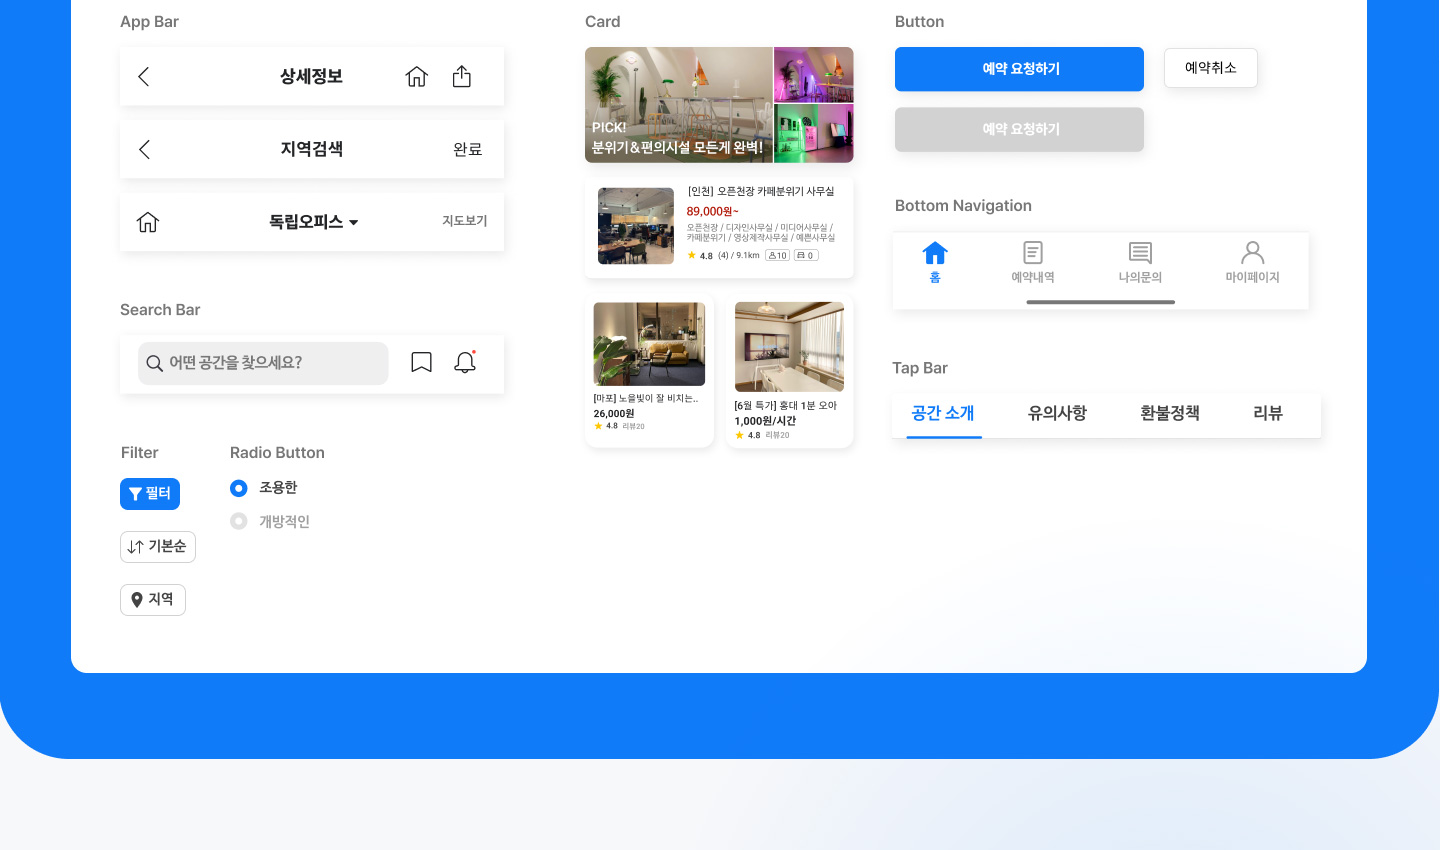 App Bar
상세정보
지역검색
완료
독립오피스
지도보기
Search Bar
어떤 공간을 찾으세요?
Filter
필터
기본순
지역
Radio Button
조용한
개방적인
Card
PICK!
분위기&편의시설 모든게 완벽!
[인천] 오픈천장 카페분위기 사무실
89,000원~
오픈천장 / 디자인사무실 / 미디어사무실 /
카페분위기 / 영상제작사무실 / 예쁜사무실
4.8 (4) / 9.1km 10 0
[마포] 노을빛이 잘 비치는..
26,000원
4.8 리뷰20
[6월 특가] 홍대 1분 오아
1,000원/시간
4.8 리뷰20
Button
예약 요청하기
예약취소
예약 요청하기
Bottom Navigation
홈
예약내역
나의문의
마이페이지
Tap Bar
공간 소개
유의사항
환불정책
리뷰